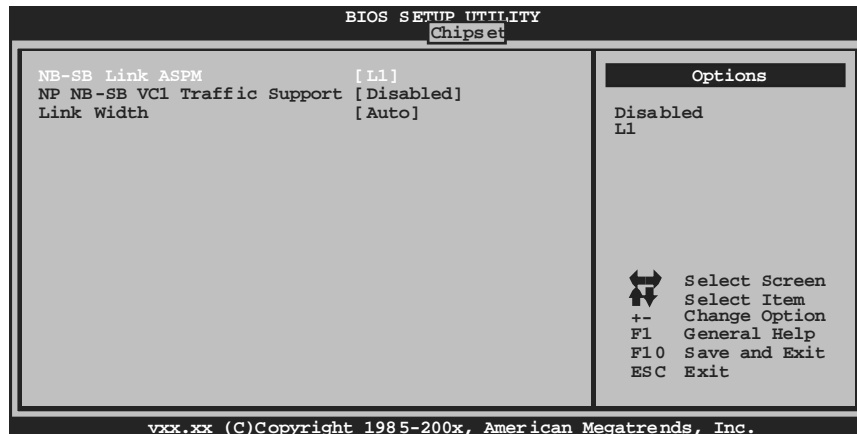 BIOS SETUP UTILITY
Chipset
NB-SB Link ASPM [L1]
NP NB-SB VC1 Traffic Support [Disabled]
Link Width [Auto]
Options
Disabled
L1
Select Screen
Select Item
+- Change Option
F1 General Help
F10 Save and Exit
ESC Exit
vxx.xx (C)Copyright 1985-200x, American Megatrends, Inc.